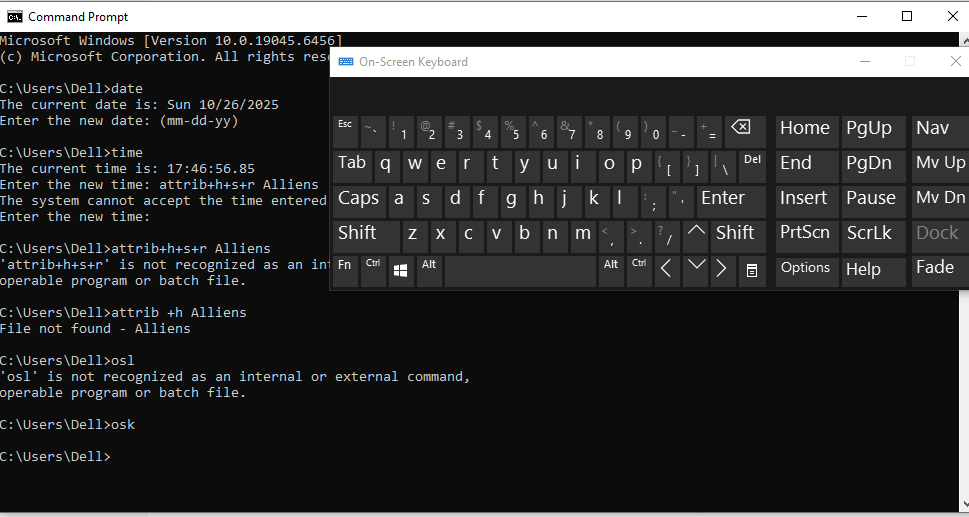 Command Prompt
Microsoft Windows [Version 10.0.19045.6456]
(c) Microsoft Corporation. All rights rese
C:\Users\Dell>date
The current date is: Sun 10/26/2025
Enter the new date: (mm-dd-yy)
C:\Users\Dell>time
The current time is: 17:46:56.85
Enter the new time: attrib+h+s+r Alliens
The system cannot accept the time entered
Enter the new time:
C:\Users\Dell>attrib+h+s+r Alliens
'attrib+h+s+r' is not recognized as an int
operable program or batch file.
C:\Users\Dell>attrib +h Alliens
File not found - Alliens
C:\Users\Dell>osl
'osl' is not recognized as an internal or external command,
operable program or batch file.
C:\Users\Dell>osk
C:\Users\Dell>
On-Screen Keyboard
Esc ~ ` ! 1 @ 2 # 3 $ 4 % 5 ^ 6 & 7 * 8 ( 9 ) 0 _ - + = Home PgUp Nav
Tab q w e r t y u i o p { [ } ] | \ Del End PgDn Mv Up
Caps a s d f g h j k l : ; " ' Enter Insert Pause Mv Dn
Shift z x c v b n m < , > . ? / Shift PrtScn ScrLk Dock
Fn Ctrl Alt Alt Ctrl Options Help Fade